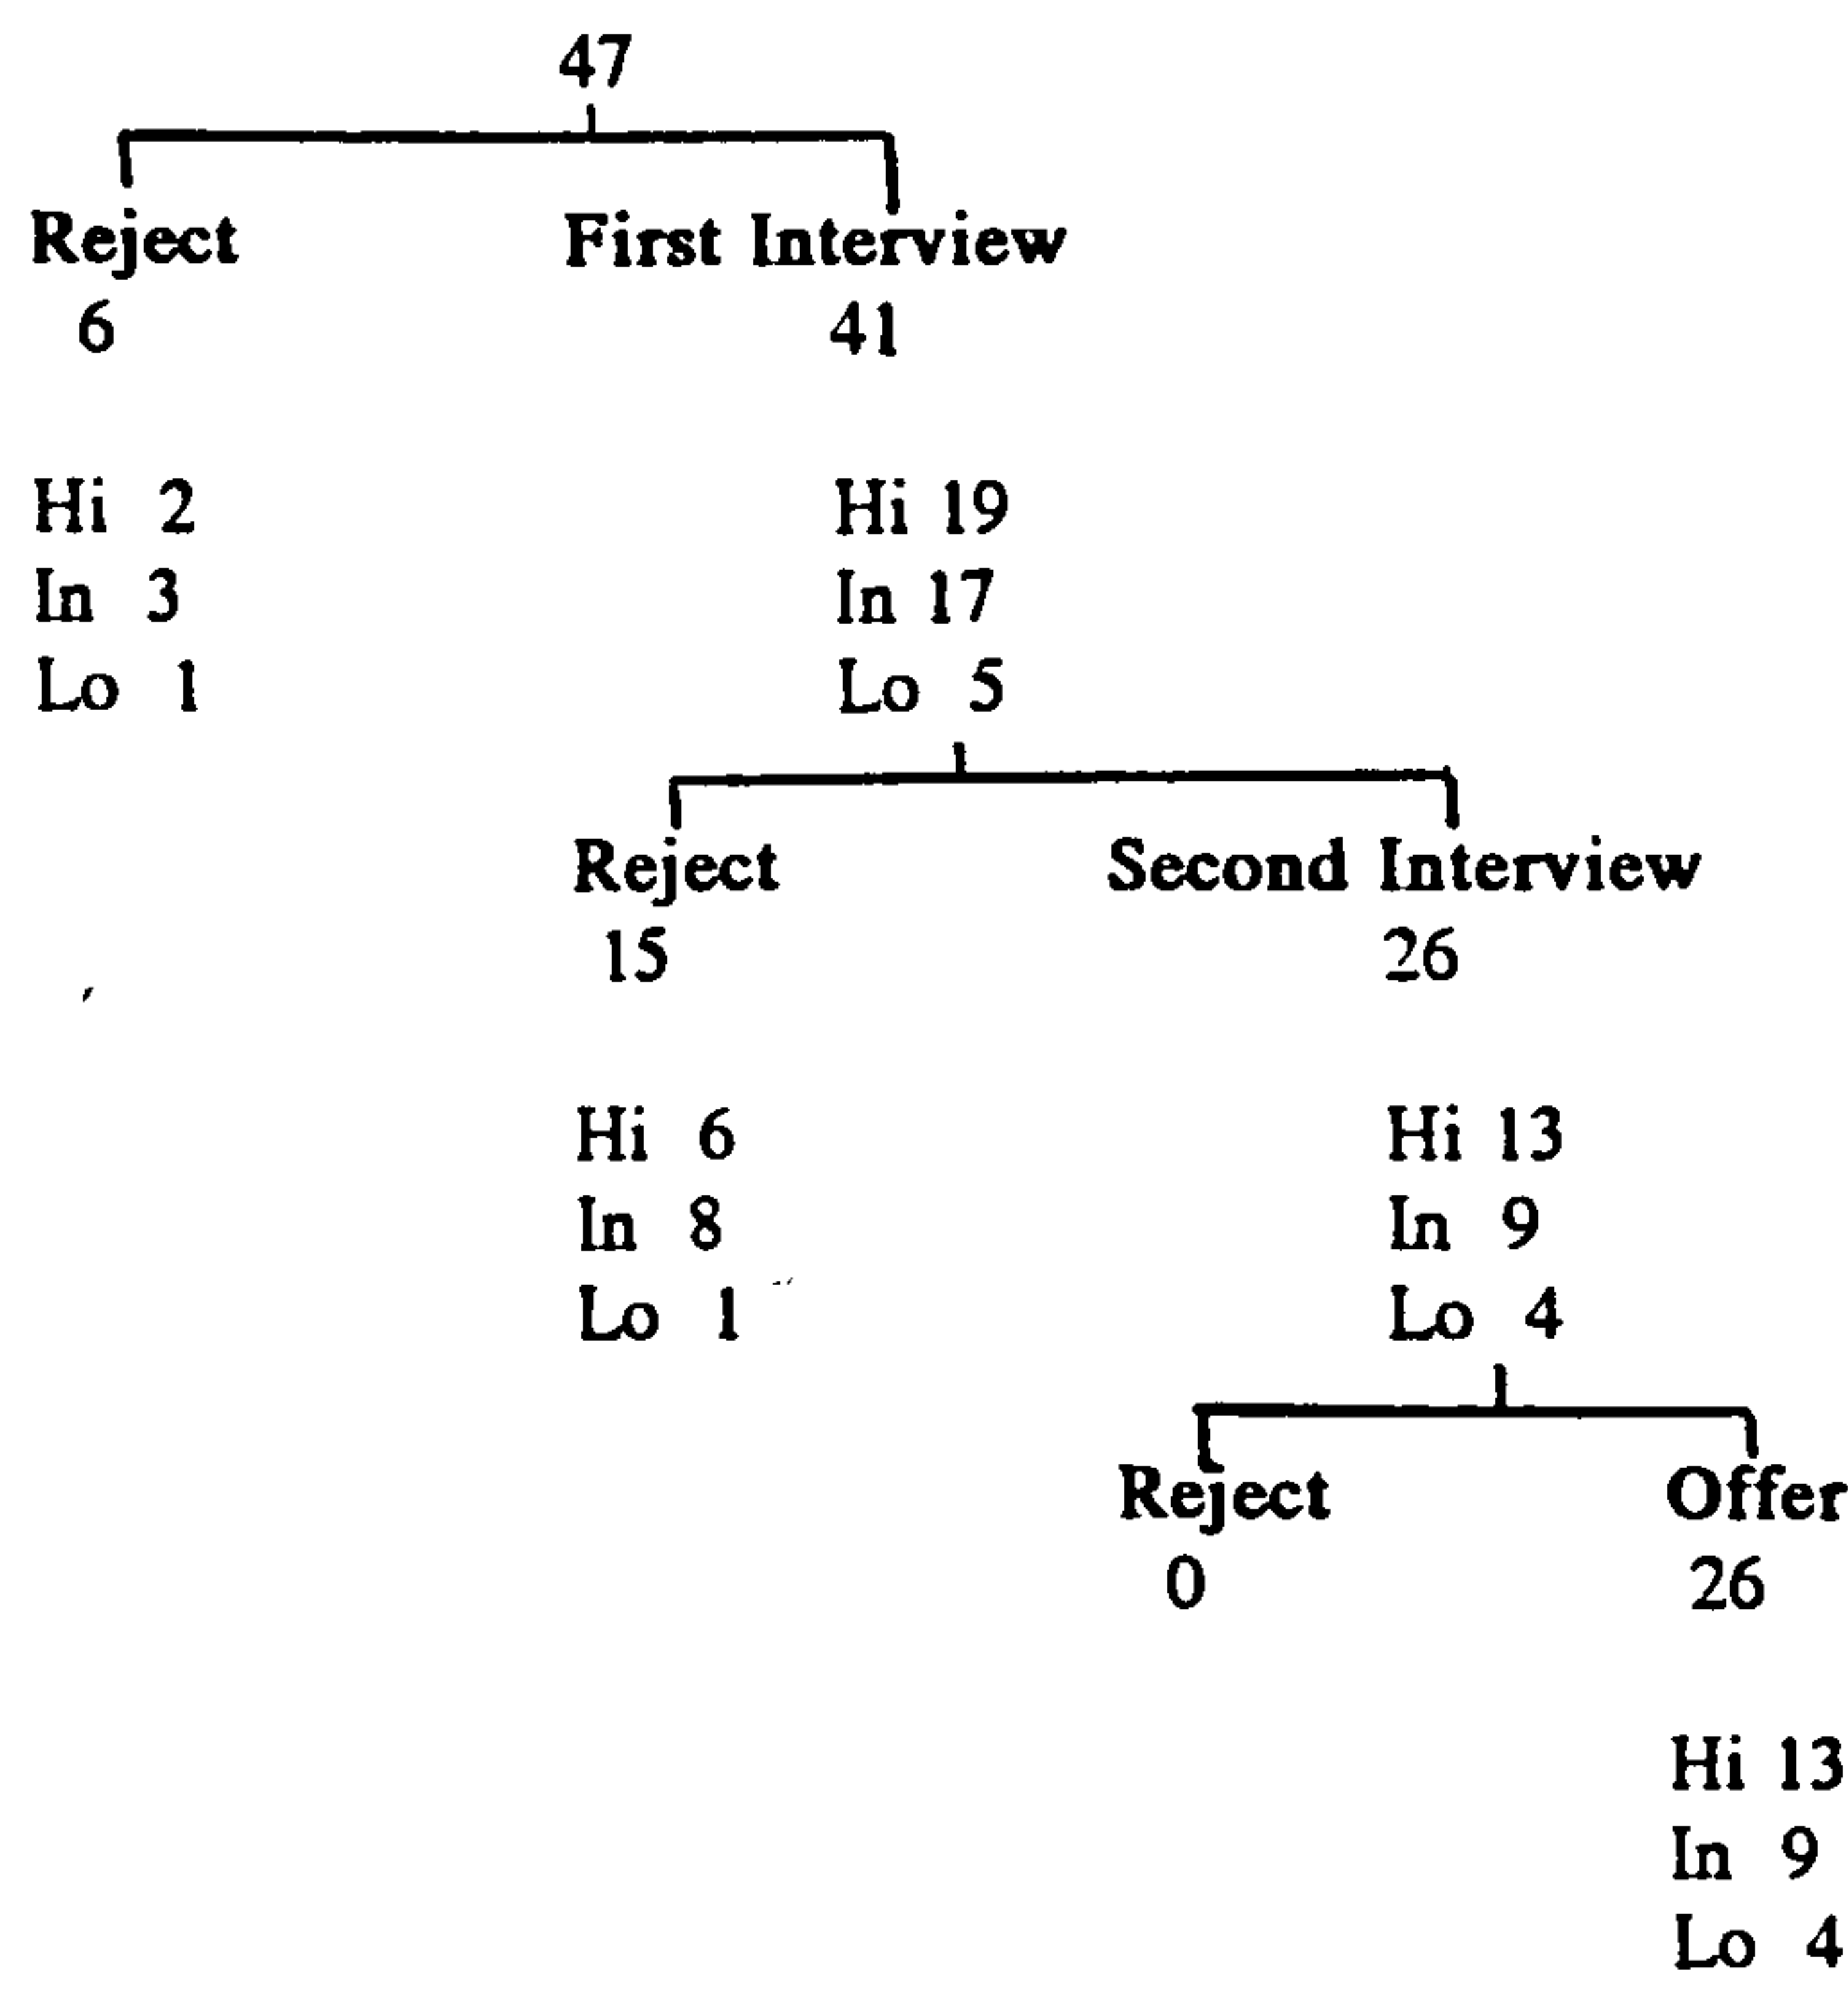 47
Reject First Interview
6 41
Hi 2 Hi 19
In 3 In 17
Lo 1 Lo 5
Reject Second Interview
15 26
Hi 6 Hi 13
In 8 In 9
Lo 1 Lo 4
Reject Offer
0 26
Hi 13
In 9
Lo 4